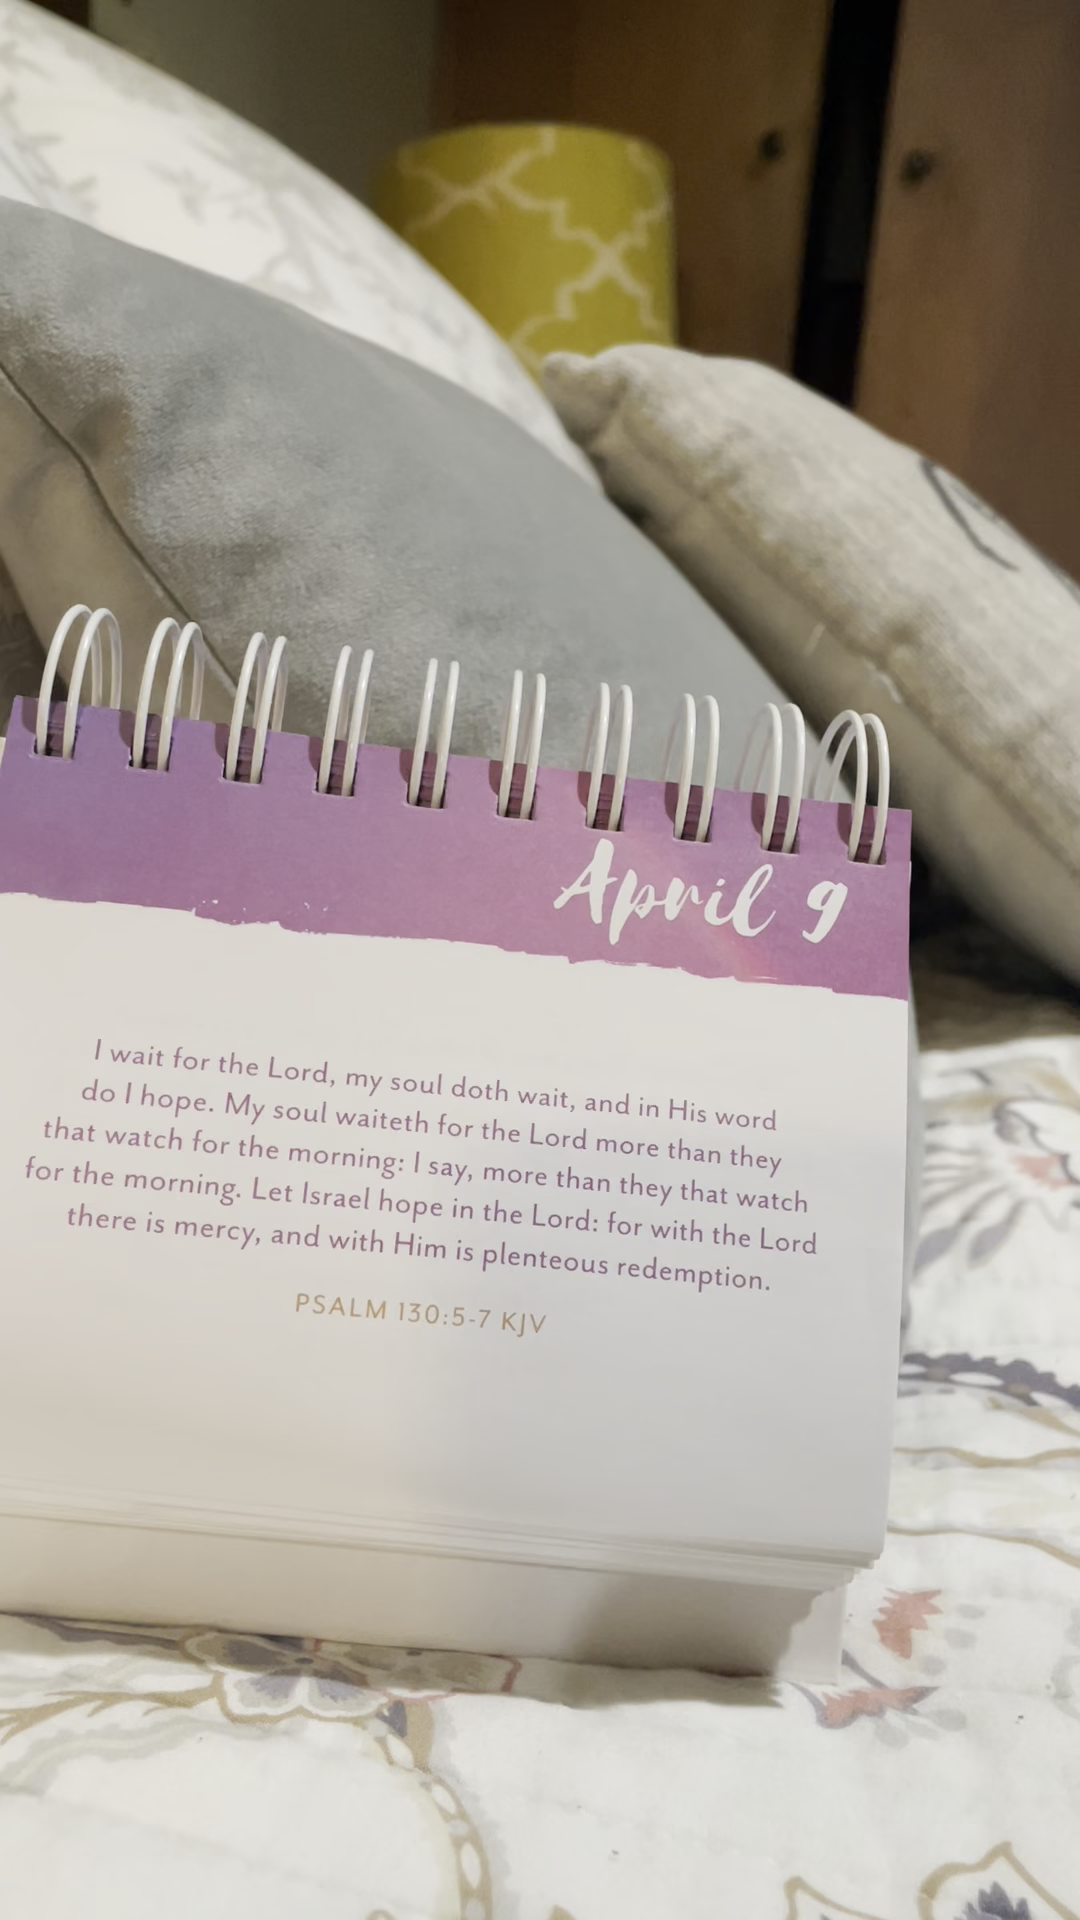 April 9
I wait for the Lord, my soul doth wait, and in His word
do I hope. My soul waiteth for the Lord more than they
that watch for the morning: I say, more than they that watch
for the morning. Let Israel hope in the Lord: for with the Lord
there is mercy, and with Him is plenteous redemption.
PSALM 130:5-7 KJV